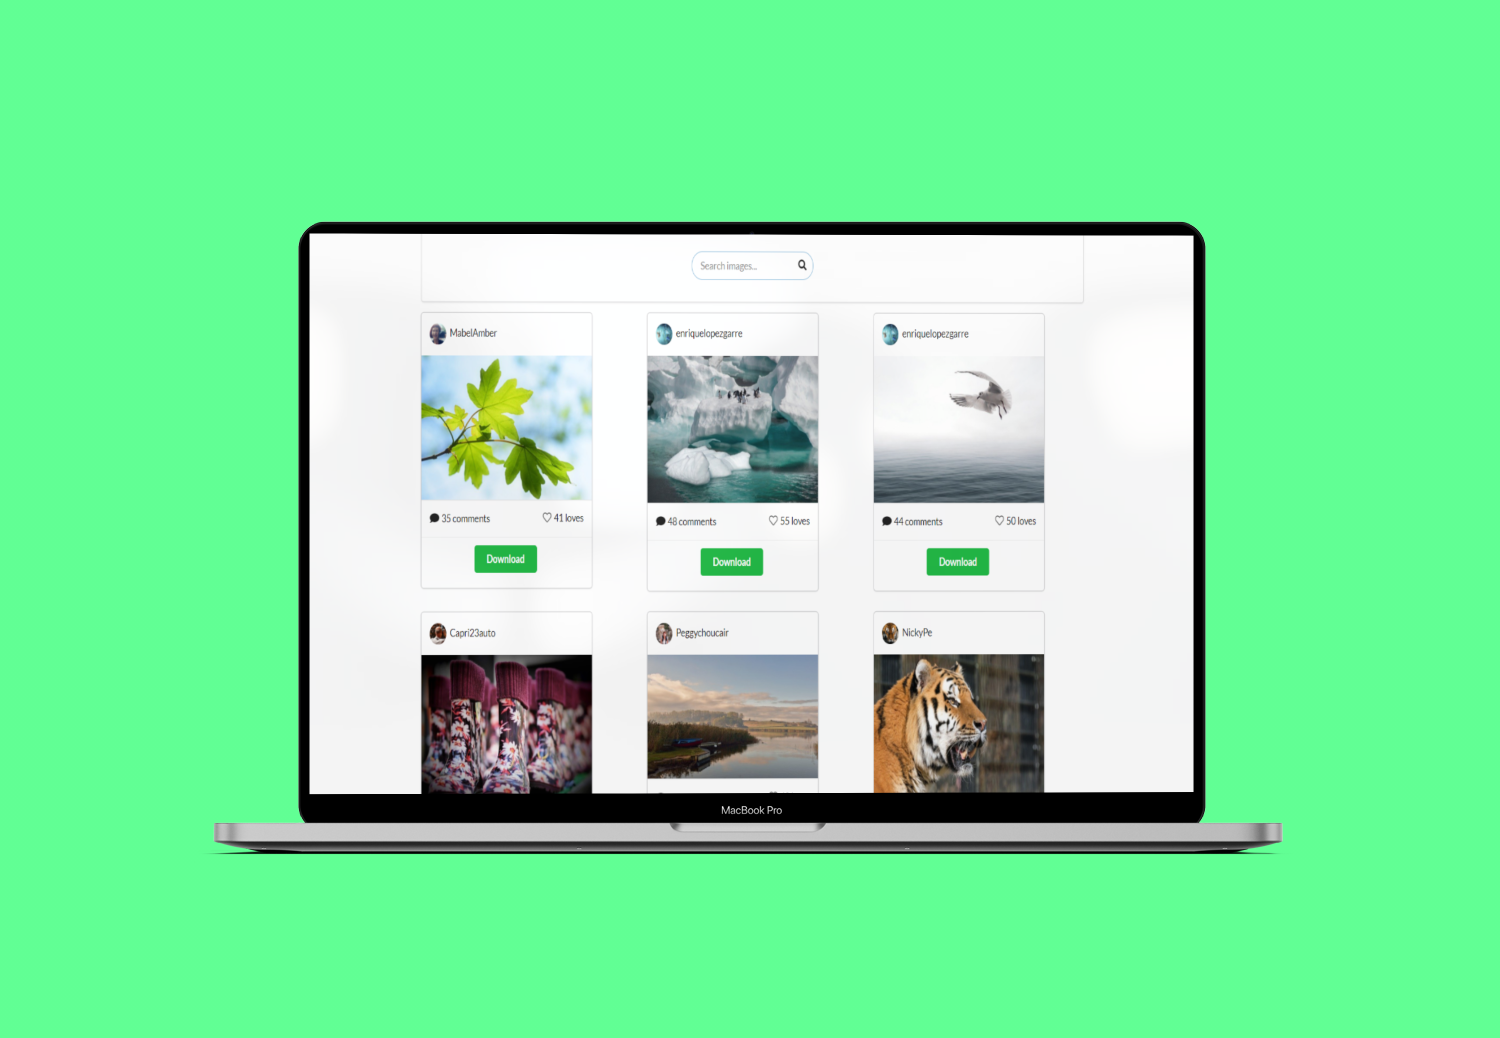 Search images...
MabelAmber
enriquelopezgarre
enriquelopezgarre
35 comments
41 loves
48 comments
55 loves
44 comments
50 loves
Download
Download
Download
Capri23auto
Peggychoucair
NickyPe
MacBook Pro